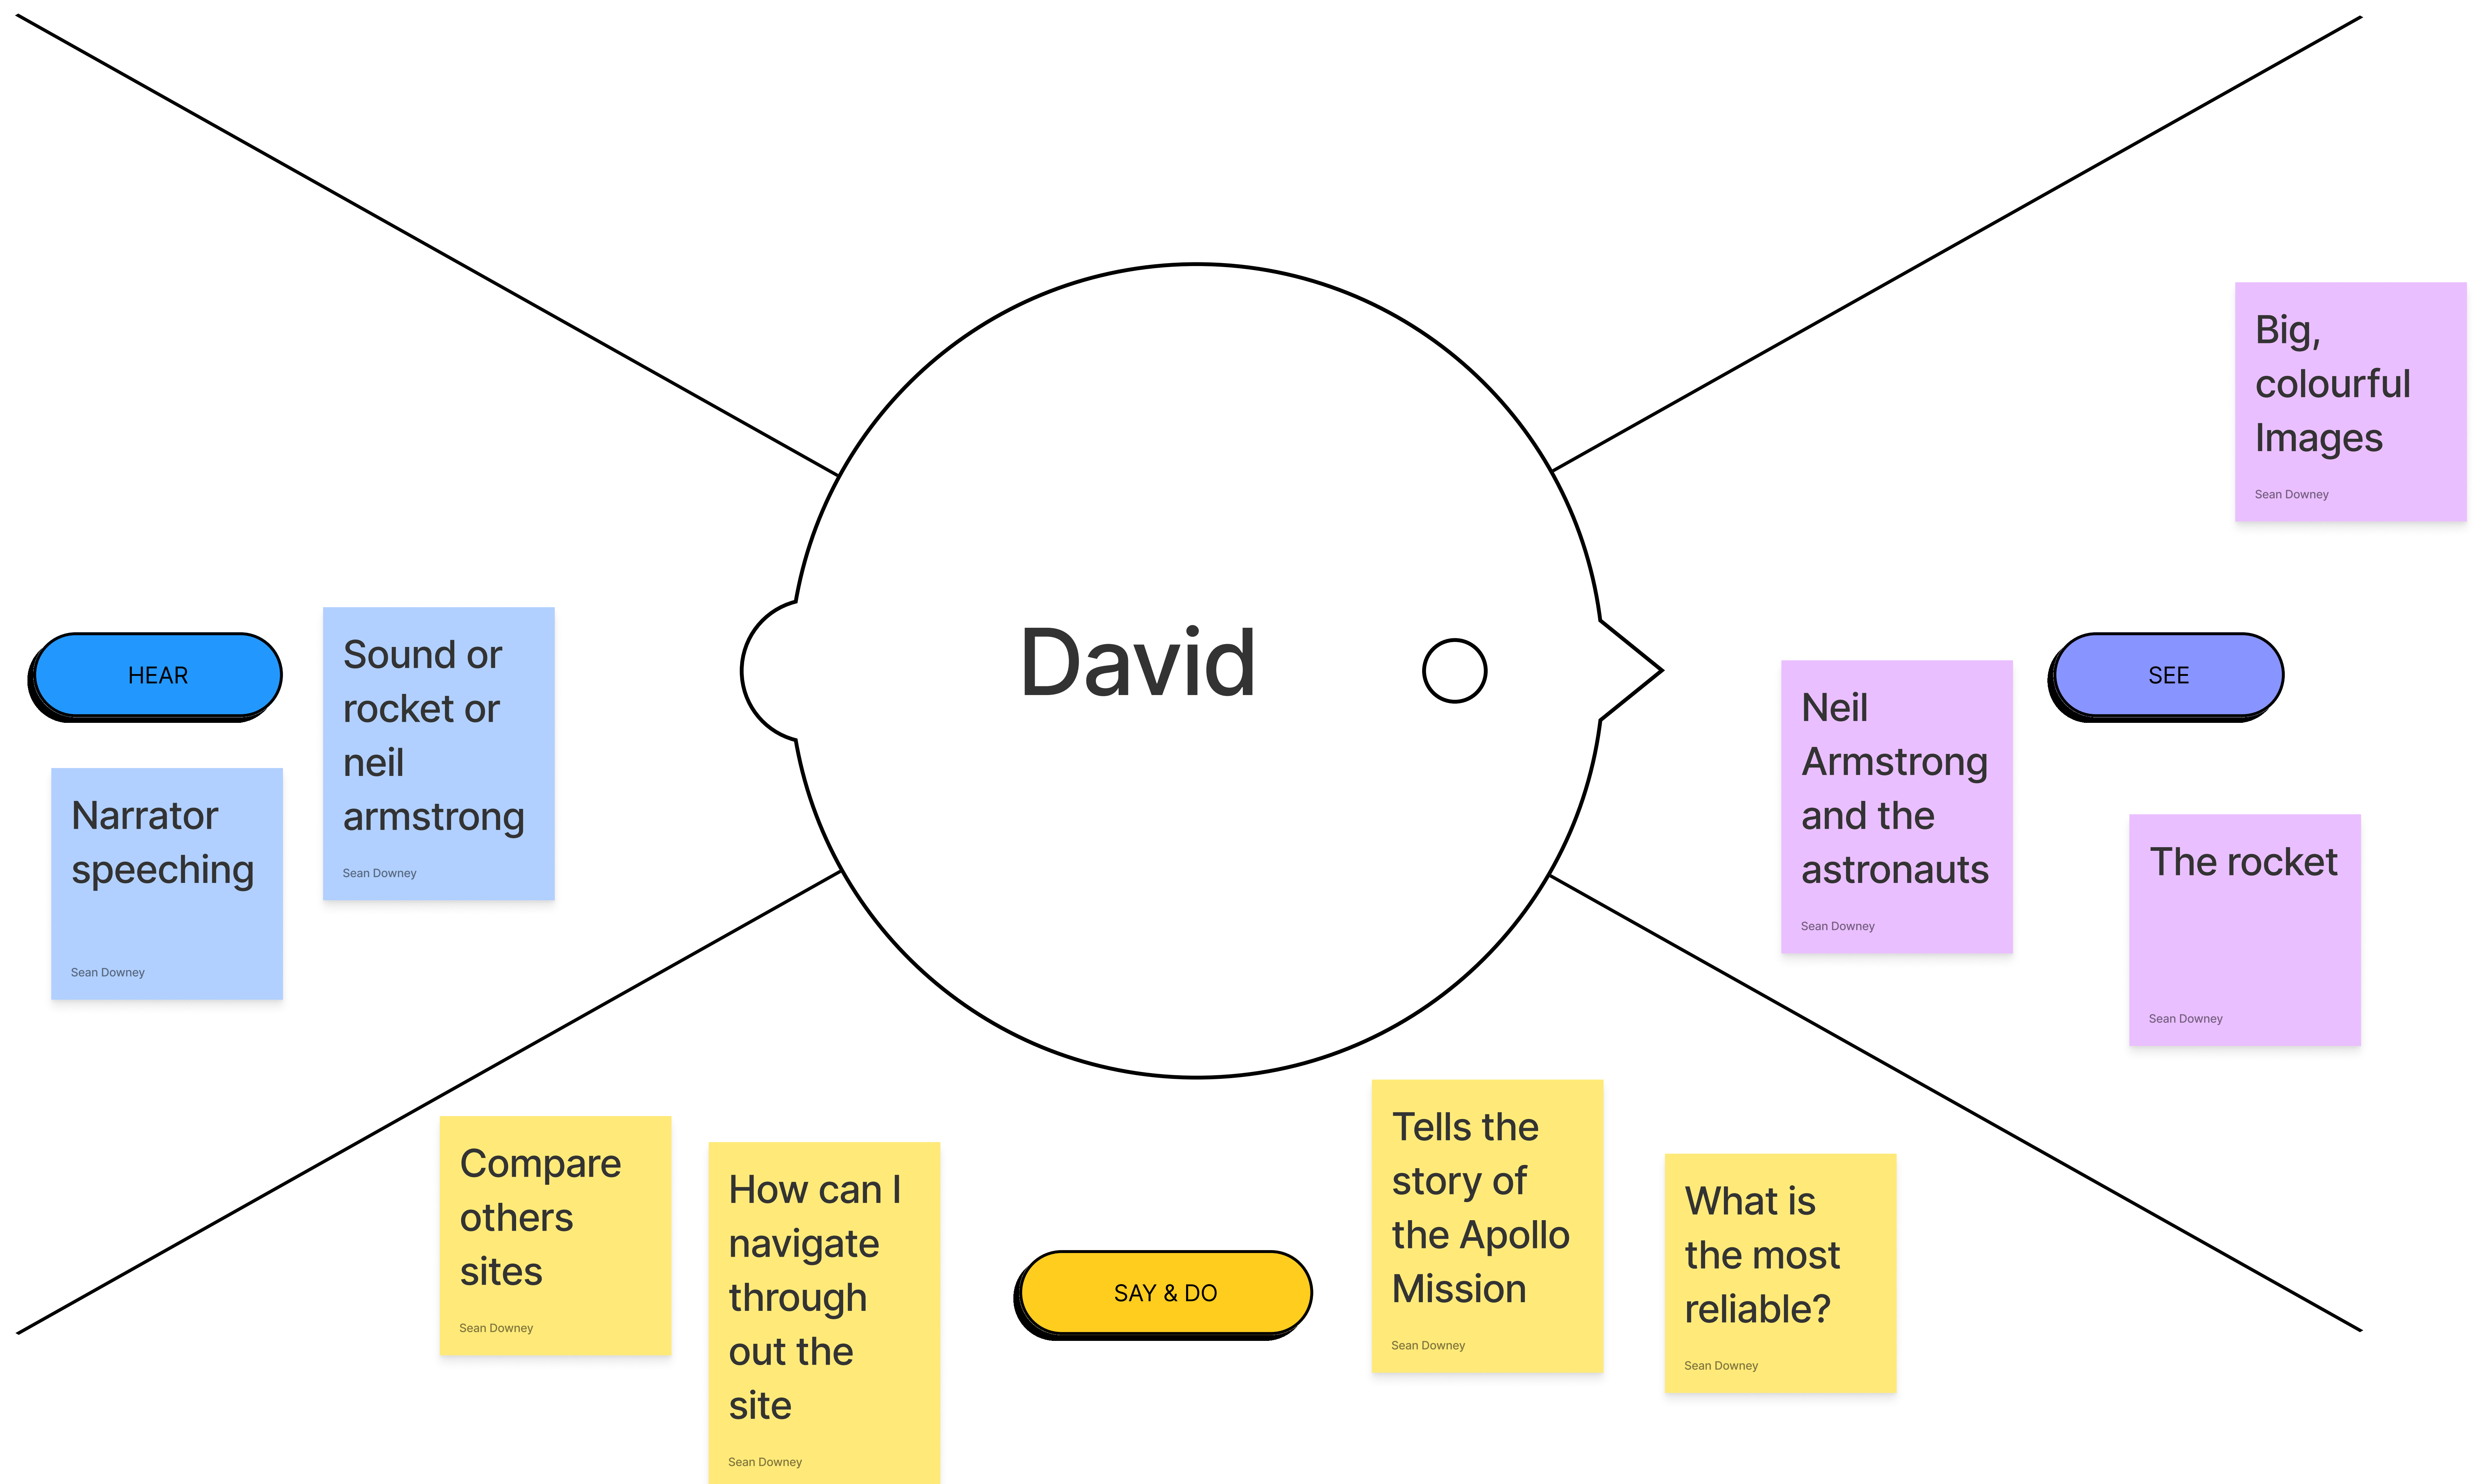 Big,
colourful
Images
Sean Downey
HEAR
Sound or
rocket or
neil
armstrong
Sean Downey
Narrator
speeching
Sean Downey
David
SEE
Neil
Armstrong
and the
astronauts
Sean Downey
The rocket
Sean Downey
Compare
others
sites
Sean Downey
How can I
navigate
through
out the
site
Sean Downey
SAY & DO
Tells the
story of
the Apollo
Mission
Sean Downey
What is
the most
reliable?
Sean Downey